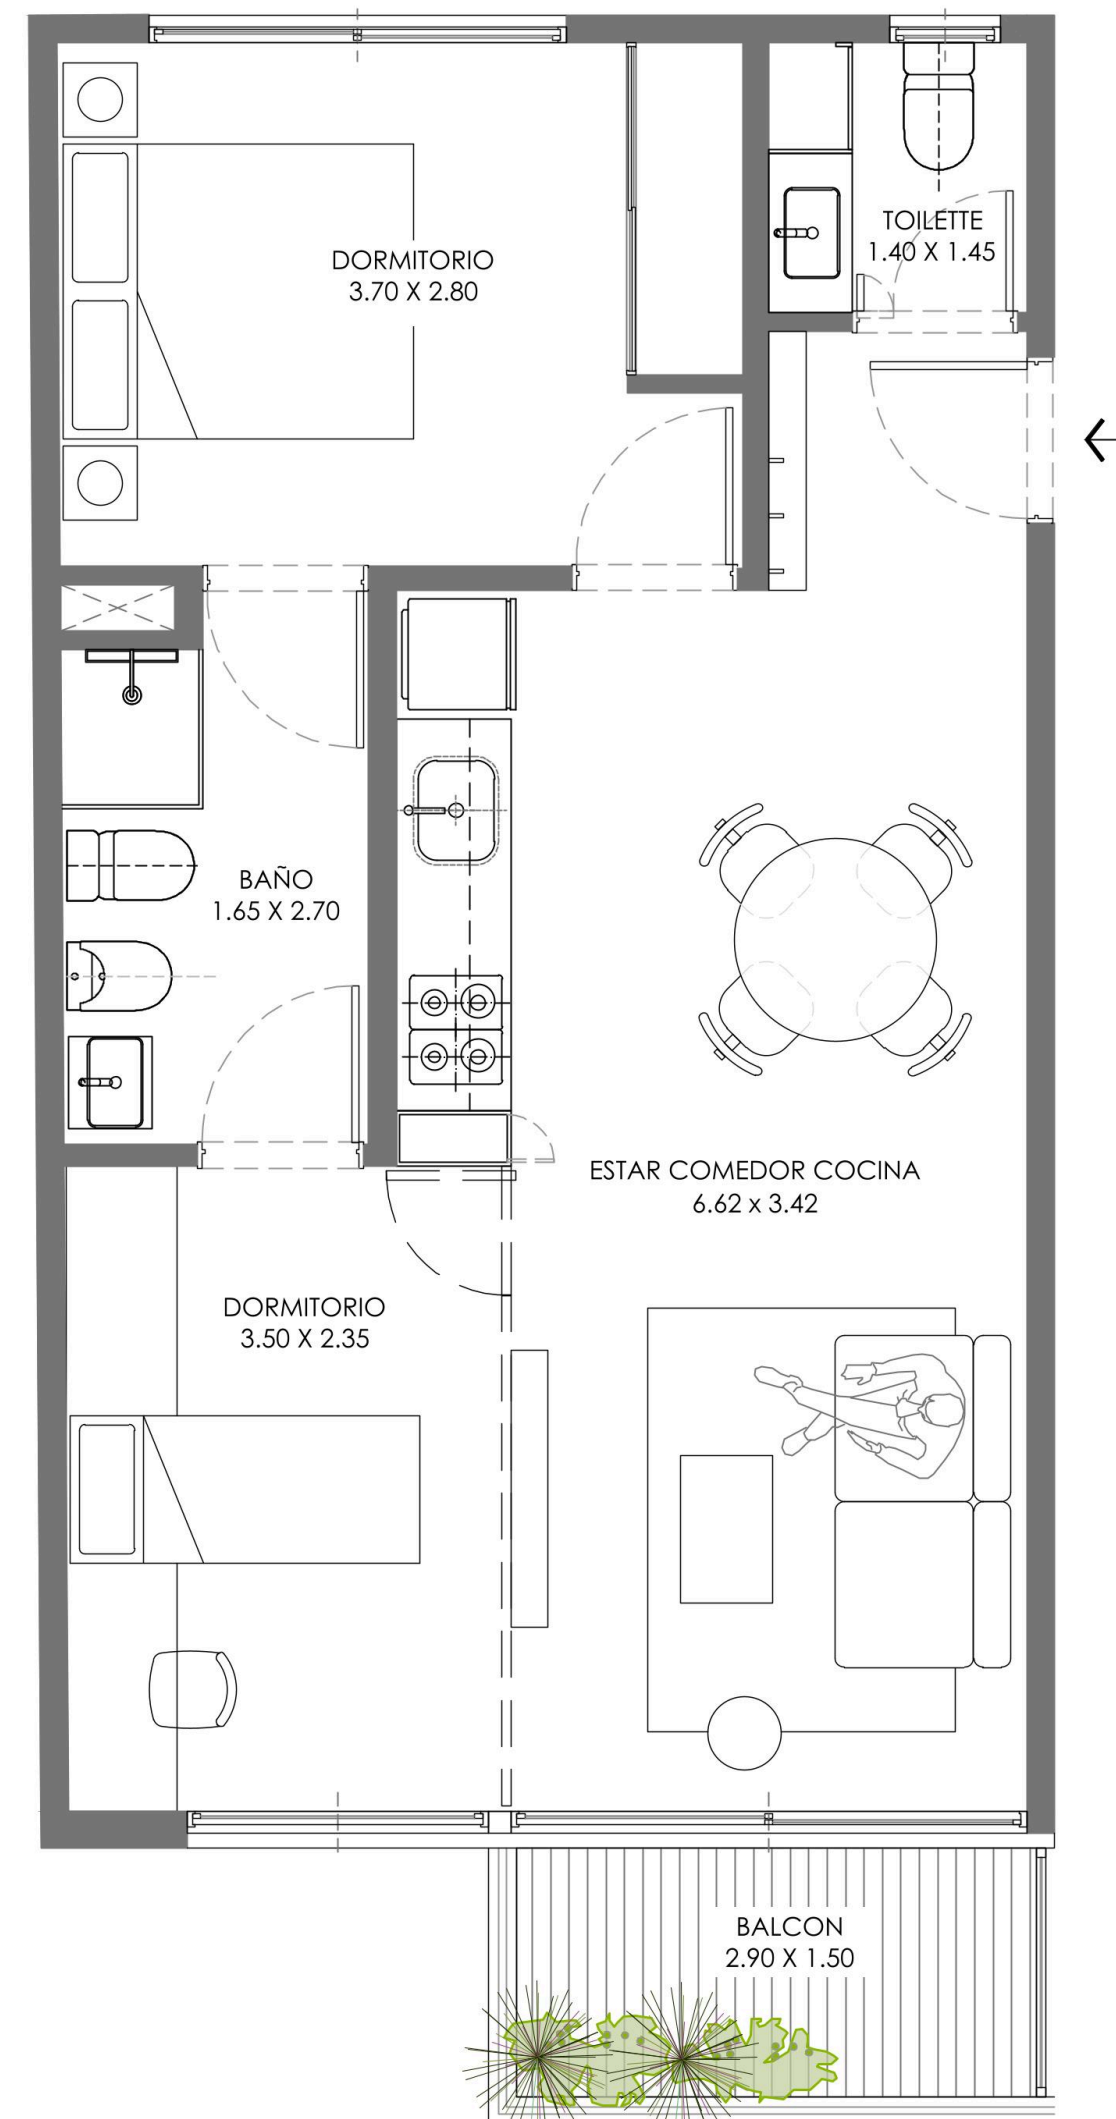 TOILETTE
1.40 X 1.45
DORMITORIO
3.70 X 2.80
BAÑO
1.65 X 2.70
ESTAR COMEDOR COCINA
6.62 x 3.42
DORMITORIO
3.50 X 2.35
BALCON
2.90 X 1.50